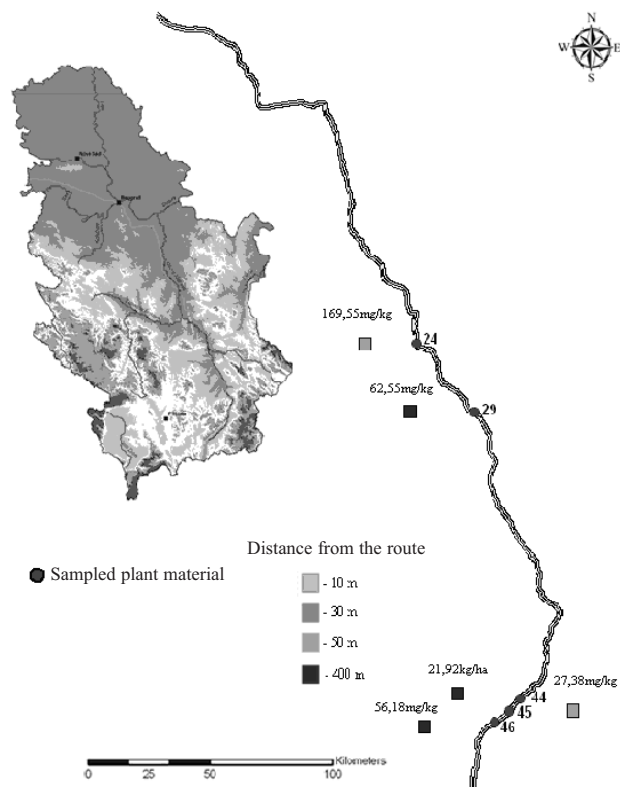 N
W E
S
169,55mg/kg
24
62,55mg/kg
29
Distance from the route
Sampled plant material
- 10 m
- 30 m
- 50 m
- 400 m
21,92kg/ha
27,38mg/kg
44
56,18mg/kg
45
46
Kilometers
0 25 50 100